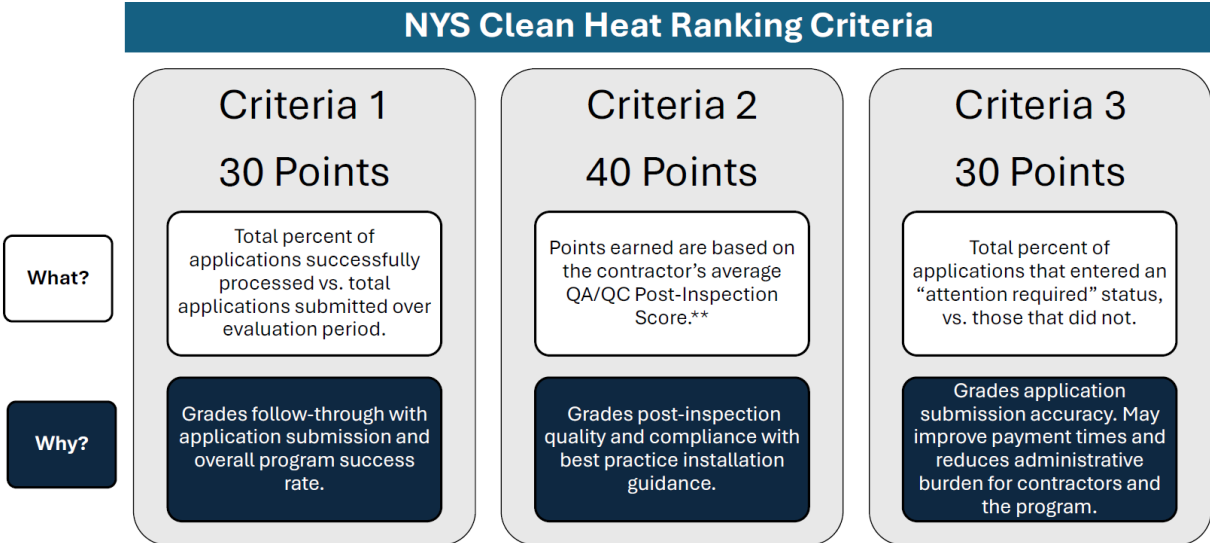 NYS Clean Heat Ranking Criteria
Criteria 1
30 Points
Criteria 2
40 Points
Criteria 3
30 Points
What?
Total percent of
applications successfully
processed vs. total
applications submitted over
evaluation period.
Points earned are based on
the contractor’s average
QA/QC Post-Inspection
Score.**
Total percent of
applications that entered an
“attention required” status,
vs. those that did not.
Why?
Grades follow-through with
application submission and
overall program success
rate.
Grades post-inspection
quality and compliance with
best practice installation
guidance.
Grades application
submission accuracy. May
improve payment times and
reduces administrative
burden for contractors and
the program.